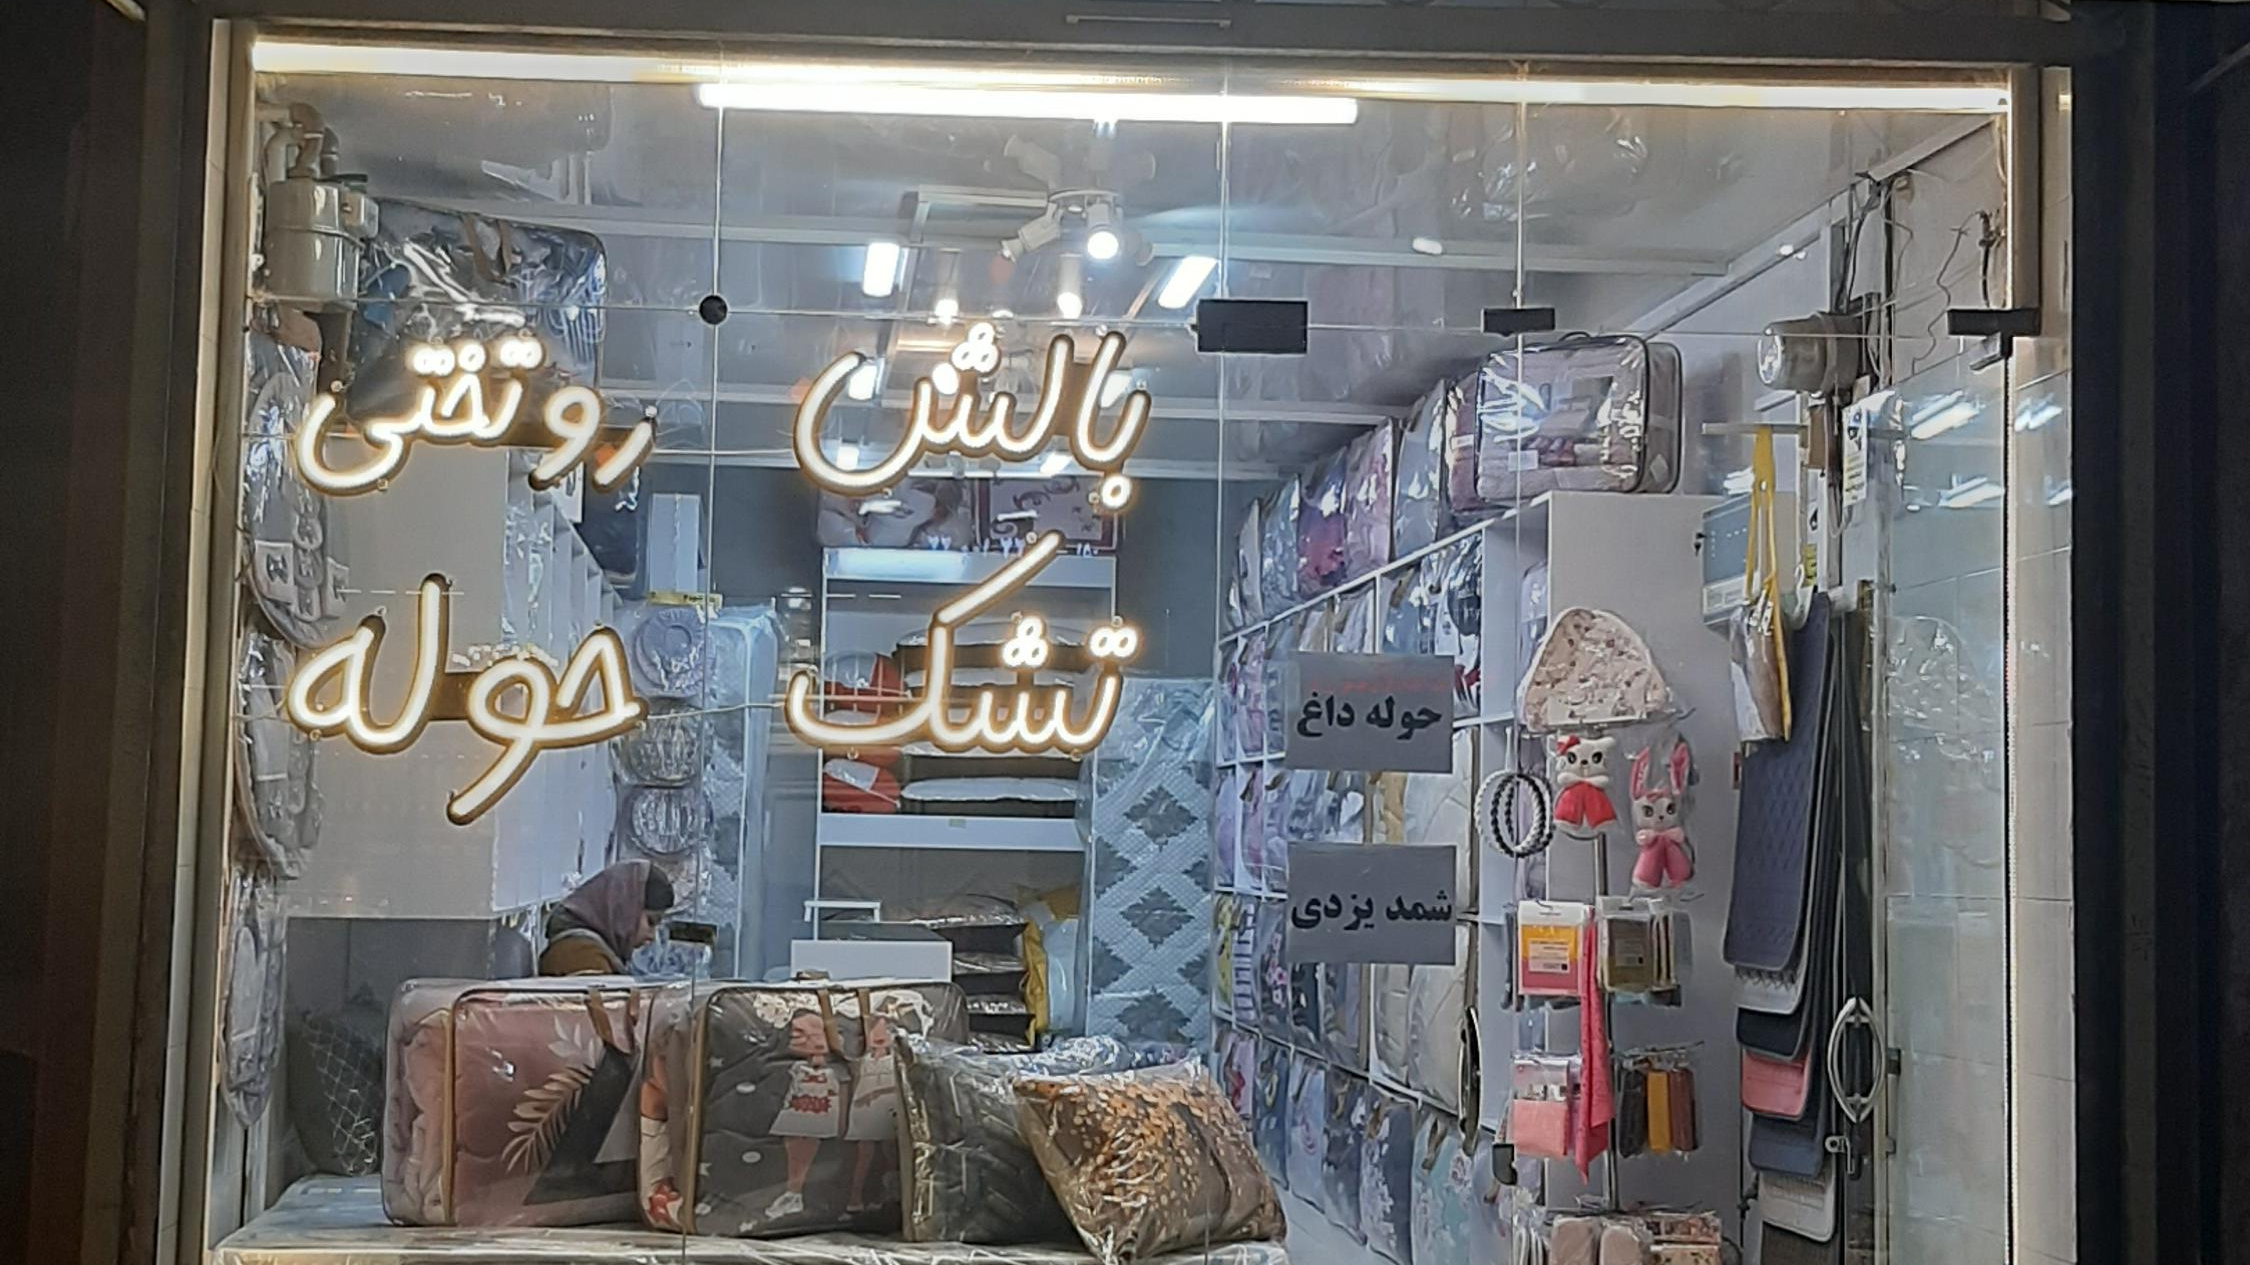 بالش
روتختی
تشک
حوله
حوله داغ
شمد یزدی